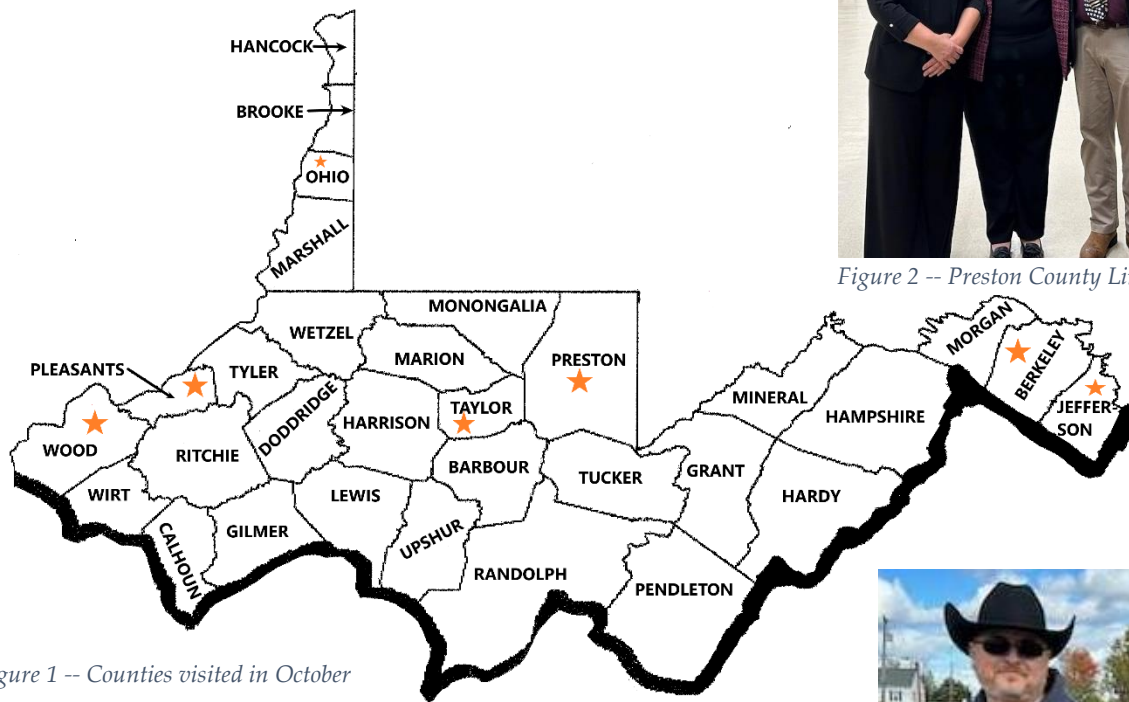 HANCOCK
BROOKE
OHIO
MARSHALL
Figure 2 -- Preston County
MONONGALIA
WETZEL
MARION
PRESTON
MORGAN
BERKELEY
PLEASANTS
TYLER
DODDRIDGE
HARRISON
TAYLOR
MINERAL
HAMPSHIRE
JEFFER
SON
WOOD
RITCHIE
BARBOUR
TUCKER
GRANT
HARDY
WIRT
CALHOUN
GILMER
LEWIS
UPSHUR
RANDOLPH
PENDLETON
gure 1 -- Counties visited in October